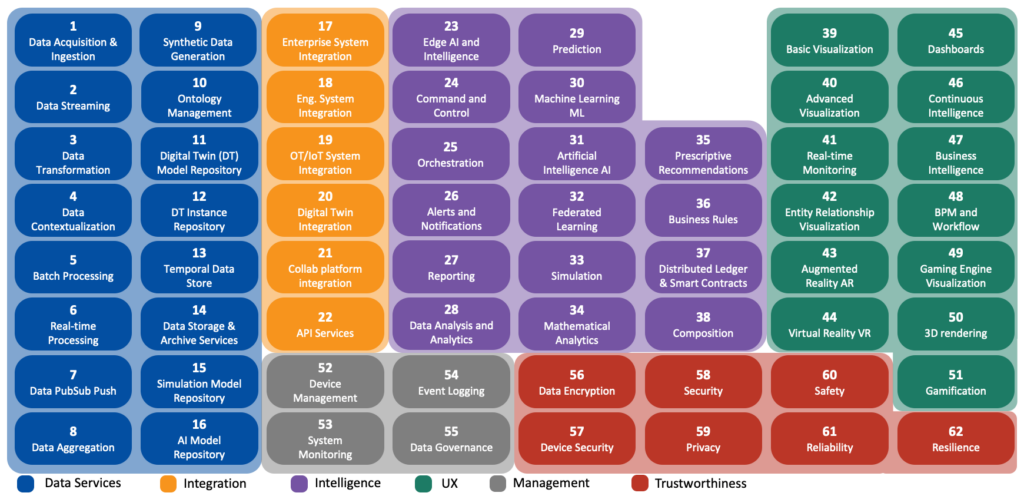 1
Data Acquisition &
Ingestion
2
Data Streaming
3
Data
Transformation
4
Data
Contextualization
5
Batch Processing
6
Real-time
Processing
7
Data PubSub Push
8
Data Aggregation
9
Synthetic Data
Generation
10
Ontology
Management
11
Digital Twin (DT)
Model Repository
12
DT Instance
Repository
13
Temporal Data
Store
14
Data Storage &
Archive Services
15
Simulation Model
Repository
16
AI Model
Repository
17
Enterprise System
Integration
18
Eng. System
Integration
19
OT/IoT System
Integration
20
Digital Twin
Integration
21
Collab platform
integration
22
API Services
23
Edge AI and
Intelligence
24
Command and
Control
25
Orchestration
26
Alerts and
Notifications
27
Reporting
28
Data Analysis and
Analytics
29
Prediction
30
Machine Learning
ML
31
Artificial
Intelligence AI
32
Federated
Learning
33
Simulation
34
Mathematical
Analytics
35
Prescriptive
Recommendations
36
Business Rules
37
Distributed Ledger
& Smart Contracts
38
Composition
39
Basic Visualization
40
Advanced
Visualization
41
Real-time
Monitoring
42
Entity Relationship
Visualization
43
Augmented
Reality AR
44
Virtual Reality VR
45
Dashboards
46
Continuous
Intelligence
47
Business
Intelligence
48
BPM and
Workflow
49
Gaming Engine
Visualization
50
3D rendering
51
Gamification
52
Device
Management
53
System
Monitoring
54
Event Logging
55
Data Governance
56
Data Encryption
57
Device Security
58
Security
59
Privacy
60
Safety
61
Reliability
62
Resilience
Data Services
Integration
Intelligence
UX
Management
Trustworthiness